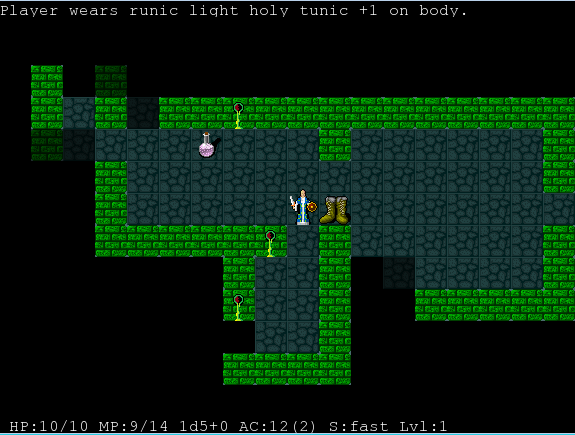 Player wears runic light holy tunic +1 on body.
HP:10/10 MP:9/14 1d5+0 AC:12(2) S:fast Lvl:1